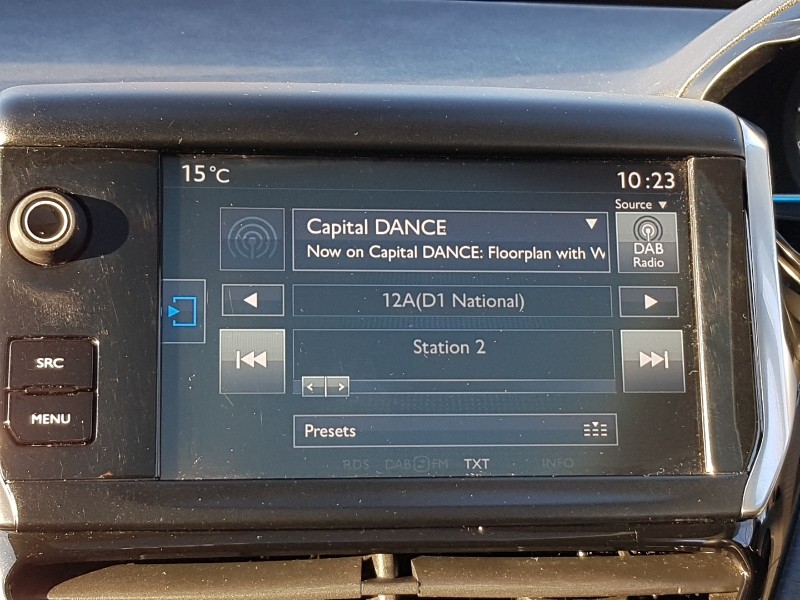 15°C
10:23
Source ▼
Capital DANCE ▼
Now on Capital DANCE: Floorplan with
DAB
Radio
12A(D1 National)
Station 2
SRC
MENU
Presets
RDS DAB FM TXT INFO